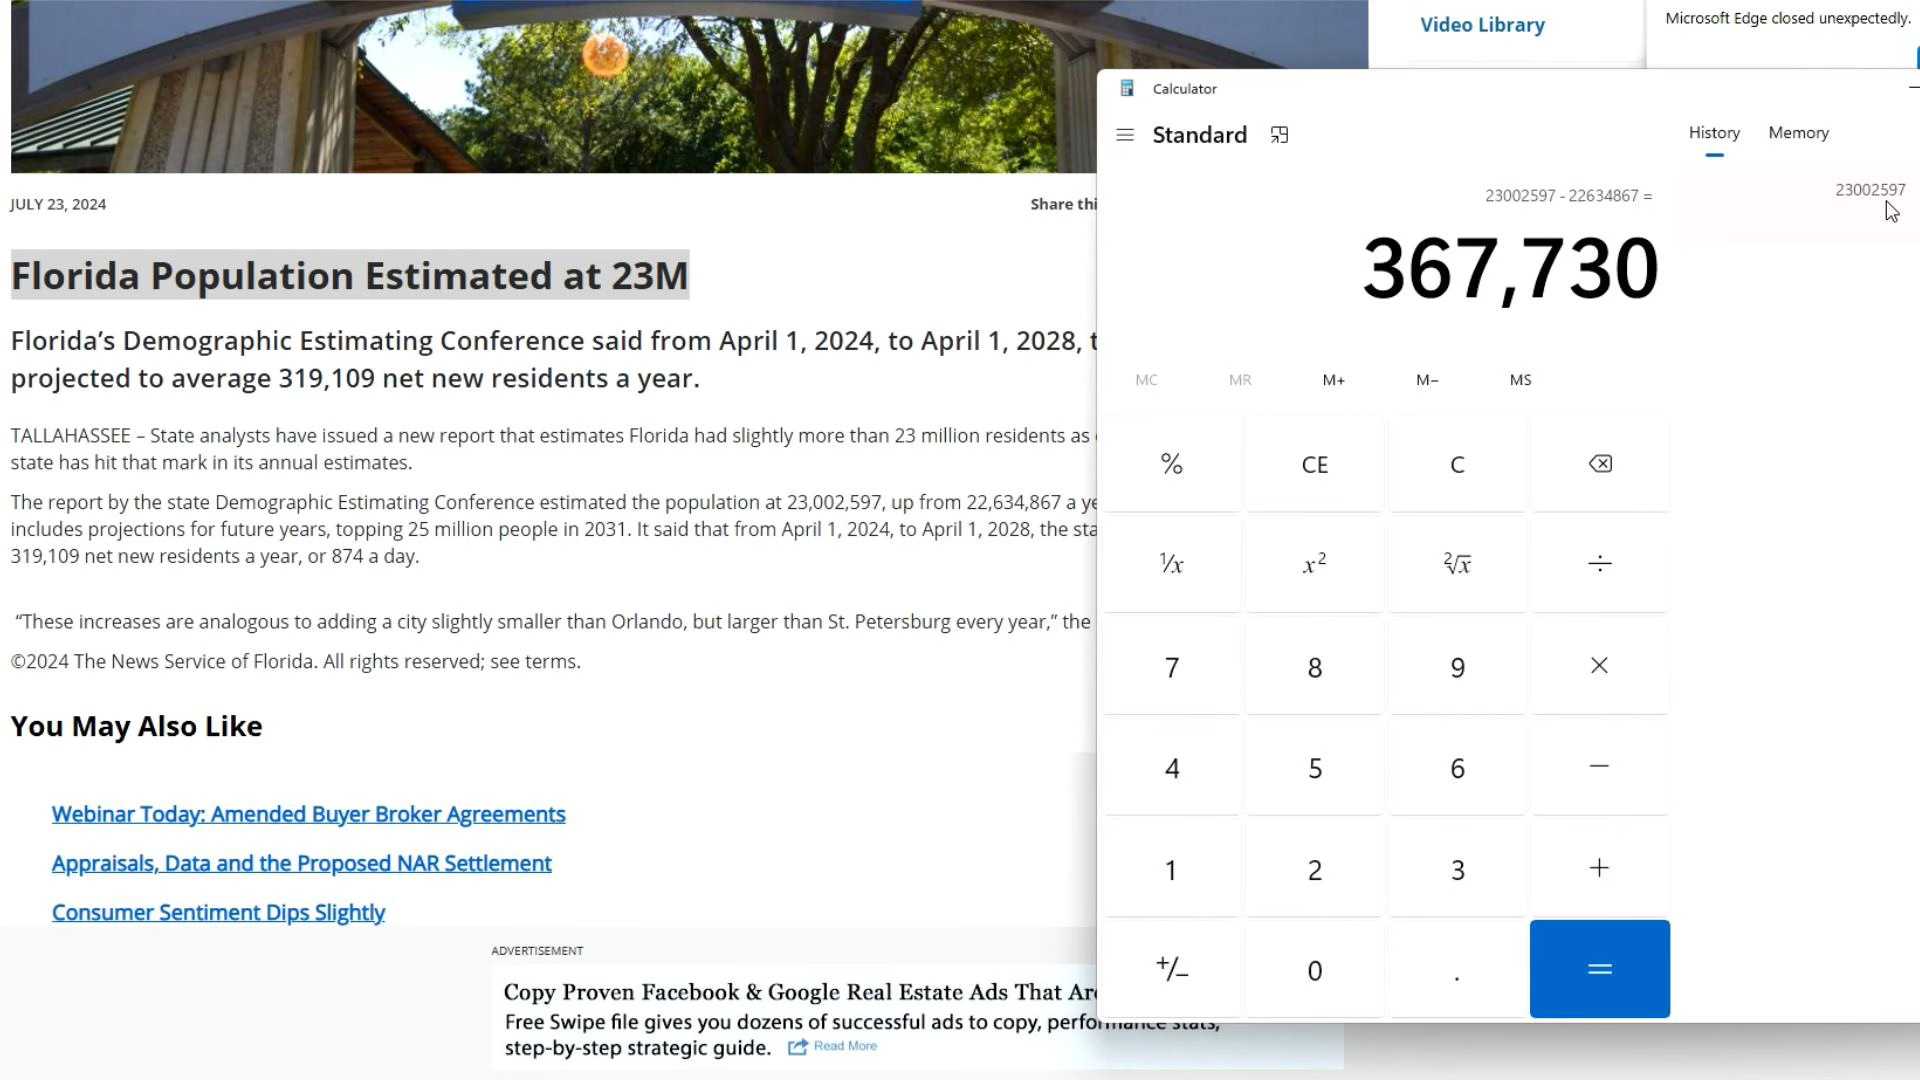 Video Library
Microsoft Edge closed unexpectedly.
JULY 23, 2024
Share thi
Florida Population Estimated at 23M
Florida’s Demographic Estimating Conference said from April 1, 2024, to April 1, 2028, t
projected to average 319,109 net new residents a year.
TALLAHASSEE – State analysts have issued a new report that estimates Florida had slightly more than 23 million residents as
state has hit that mark in its annual estimates.
The report by the state Demographic Estimating Conference estimated the population at 23,002,597, up from 22,634,867 a ye
includes projections for future years, topping 25 million people in 2031. It said that from April 1, 2024, to April 1, 2028, the sta
319,109 net new residents a year, or 874 a day.
“These increases are analogous to adding a city slightly smaller than Orlando, but larger than St. Petersburg every year,” the
©2024 The News Service of Florida. All rights reserved; see terms.
You May Also Like
Webinar Today: Amended Buyer Broker Agreements
Appraisals, Data and the Proposed NAR Settlement
Consumer Sentiment Dips Slightly
ADVERTISEMENT
Copy Proven Facebook & Google Real Estate Ads That Are
Free Swipe file gives you dozens of successful ads to copy, performance stats,
step-by-step strategic guide. Read More
Calculator
Standard
History Memory
23002597 - 22634867 =
23002597
367,730
MC MR M+ M− MS
% CE C
¹/x x² ²√x ÷
7 8 9 ×
4 5 6 −
1 2 3 +
+/− 0 . =